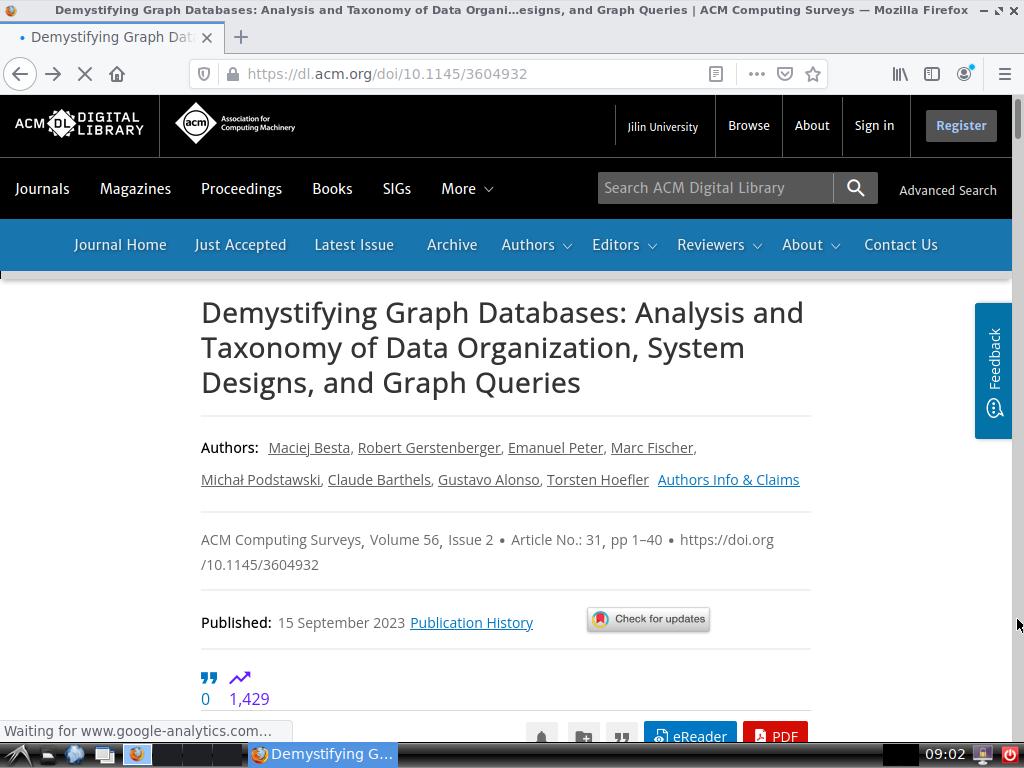 Demystifying Graph Databases: Analysis and Taxonomy of Data Organi...esigns, and Graph Queries | ACM Computing Surveys — Mozilla Firefox
Demystifying Graph Dat
https://dl.acm.org/doi/10.1145/3604932
ACM DL DIGITAL LIBRARY
acm Association for Computing Machinery
Jilin University
Browse
About
Sign in
Register
Journals
Magazines
Proceedings
Books
SIGs
More
Search ACM Digital Library
Advanced Search
Journal Home
Just Accepted
Latest Issue
Archive
Authors
Editors
Reviewers
About
Contact Us
Demystifying Graph Databases: Analysis and
Taxonomy of Data Organization, System
Designs, and Graph Queries
Feedback
Authors: Maciej Besta, Robert Gerstenberger, Emanuel Peter, Marc Fischer,
Michał Podstawski, Claude Barthels, Gustavo Alonso, Torsten Hoefler Authors Info & Claims
ACM Computing Surveys, Volume 56, Issue 2 • Article No.: 31, pp 1–40 • https://doi.org
/10.1145/3604932
Published: 15 September 2023 Publication History
Check for updates
0
1,429
eReader
PDF
Waiting for www.google-analytics.com...
Demystifying G...
09:02